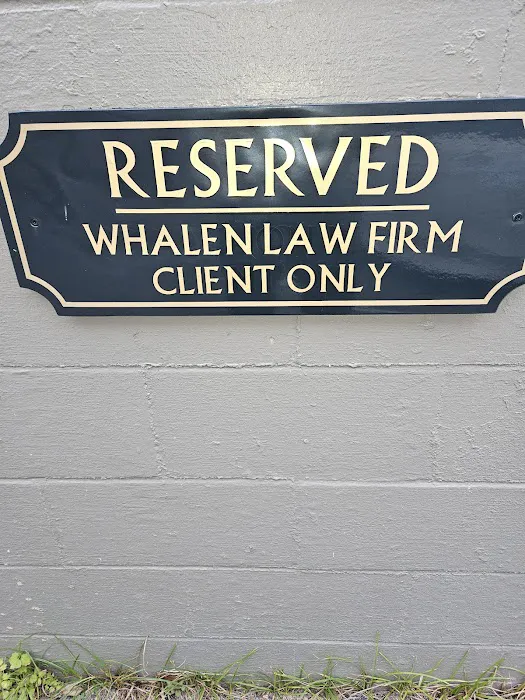 RESERVED
WHALEN LAW FIRM
CLIENT ONLY